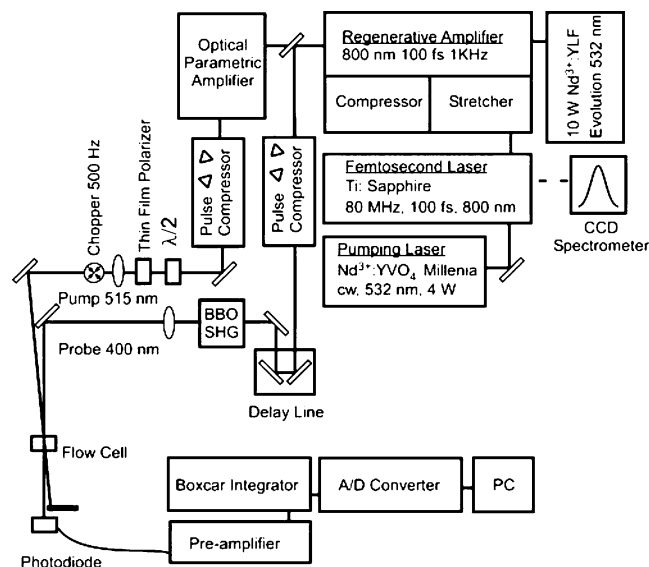 Optical
Parametric
Amplifier
Regenerative Amplifier
800 nm 100 fs 1KHz
Compressor
Stretcher
10 W Nd³⁺:YLF
Evolution 532 nm
Pulse
Compressor
Pulse
Compressor
Femtosecond Laser
Ti: Sapphire
80 MHz, 100 fs, 800 nm
CCD
Spectrometer
Pumping Laser
Nd³⁺:YVO₄ Millenia
cw, 532 nm, 4 W
Chopper 500 Hz
Thin Film Polarizer
λ/2
Pump 515 nm
Probe 400 nm
BBO
SHG
Delay Line
Flow Cell
Boxcar Integrator
A/D Converter
PC
Pre-amplifier
Photodiode